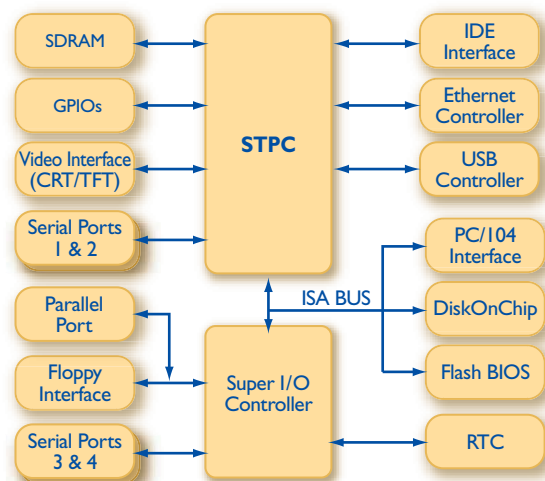 SDRAM
GPIOs
Video Interface
(CRT/TFT)
Serial Ports
1 & 2
STPC
IDE
Interface
Ethernet
Controller
USB
Controller
PC/104
Interface
ISA BUS
DiskOnChip
Parallel
Port
Floppy
Interface
Super I/O
Controller
Flash BIOS
Serial Ports
3 & 4
RTC